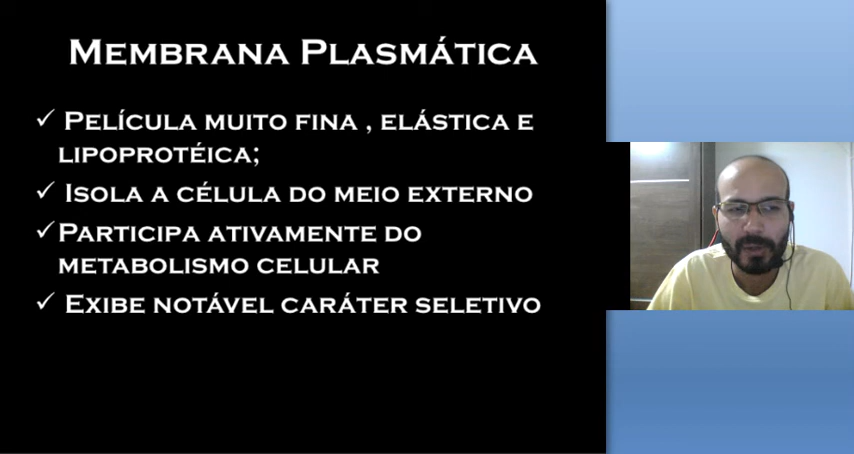 Membrana Plasmática
✓ Película muito fina , elástica e
lipoprotéica;
✓ Isola a célula do meio externo
✓ Participa ativamente do
metabolismo celular
✓ Exibe notável caráter seletivo